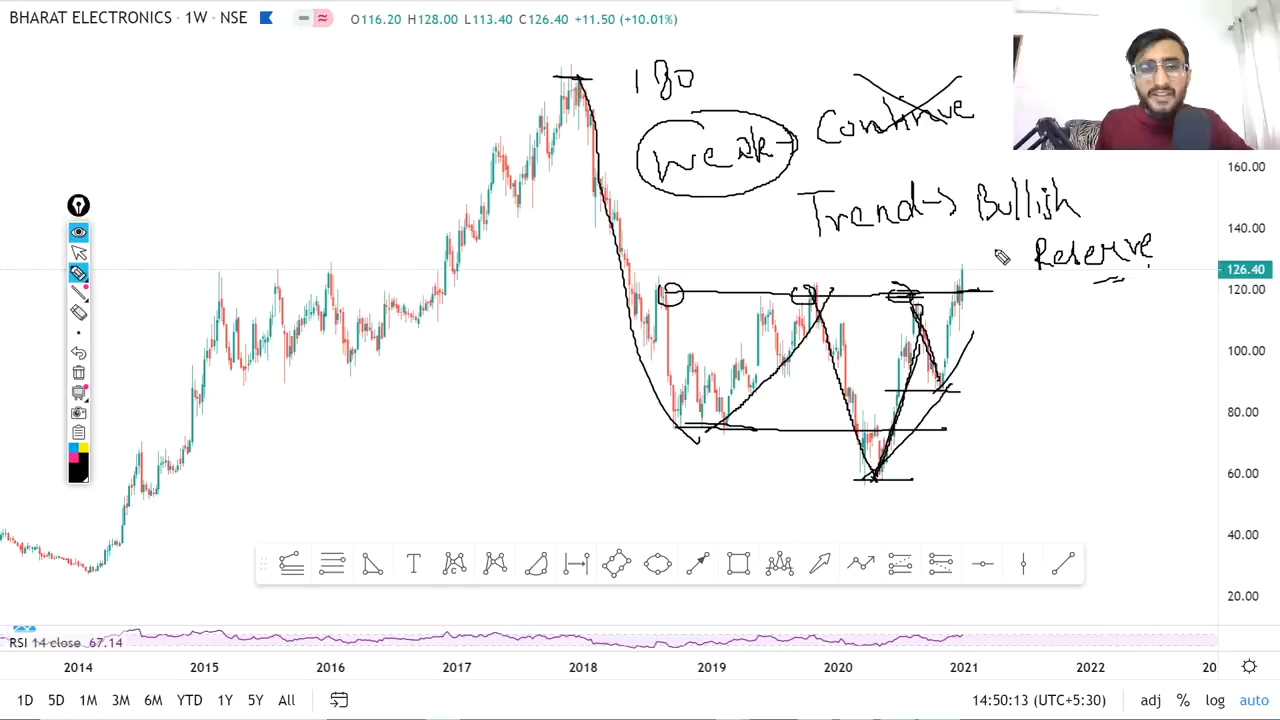 BHARAT ELECTRONICS · 1W · NSE
O116.20 H128.00 L113.40 C126.40 +11.50 (+10.01%)
180
Continue
Weak
Trend → Bullish
Reserve
160.00
140.00
126.40
120.00
100.00
80.00
60.00
40.00
20.00
T
C
RSI 14 close 67.14
2014 2015 2016 2017 2018 2019 2020 2021 2022 20
1D 5D 1M 3M 6M YTD 1Y 5Y All
14:50:13 (UTC+5:30) adj % log auto